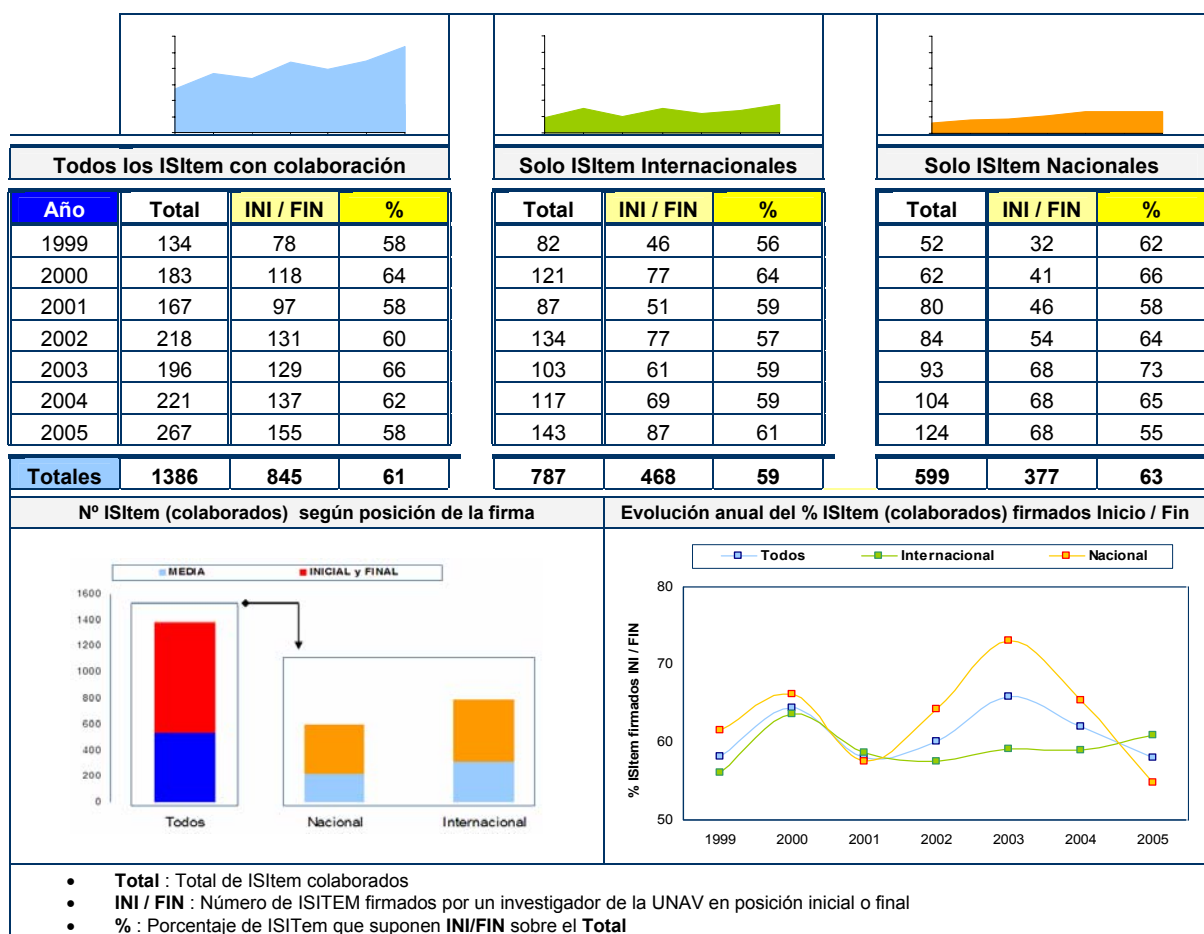 Todos los ISItem con colaboración Solo ISItem Internacionales Solo ISItem Nacionales
Año Total INI / FIN % Total INI / FIN % Total INI / FIN %
1999 134 78 58 82 46 56 52 32 62
2000 183 118 64 121 77 64 62 41 66
2001 167 97 58 87 51 59 80 46 58
2002 218 131 60 134 77 57 84 54 64
2003 196 129 66 103 61 59 93 68 73
2004 221 137 62 117 69 59 104 68 65
2005 267 155 58 143 87 61 124 68 55
Totales 1386 845 61 787 468 59 599 377 63
Nº ISItem (colaborados) según posición de la firma
MEDIA INICIAL y FINAL
1600
1400
1200
1000
800
600
400
200
0
Todos Nacional Internacional
Evolución anual del % ISItem (colaborados) firmados Inicio / Fin
Todos Internacional Nacional
% ISItem firmados INI / FIN
80
70
60
50
1999 2000 2001 2002 2003 2004 2005
• Total : Total de ISItem colaborados
• INI / FIN : Número de ISITEM firmados por un investigador de la UNAV en posición inicial o final
• % : Porcentaje de ISITem que suponen INI/FIN sobre el Total